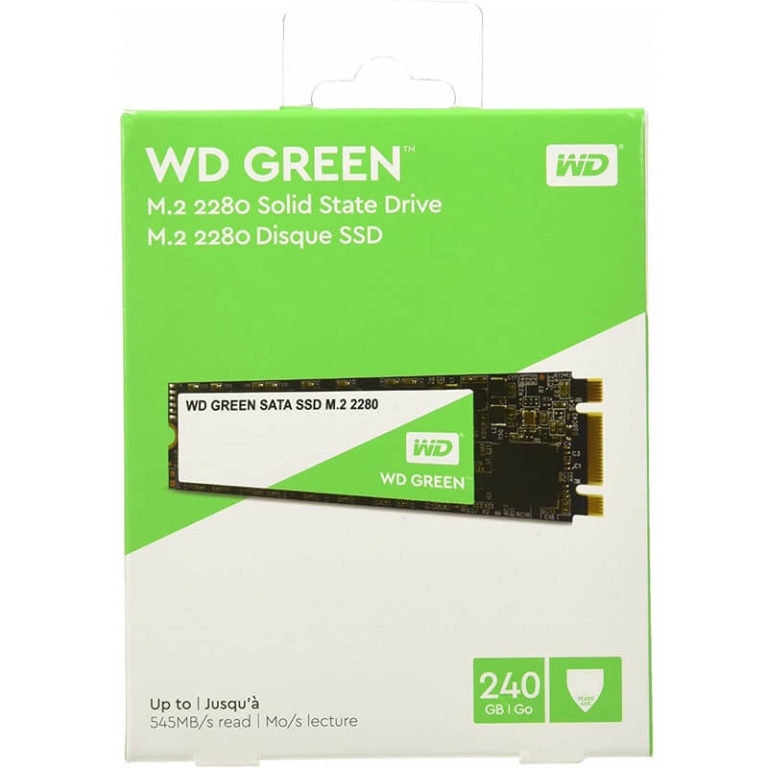 WD GREEN™
WD®
M.2 2280 Solid State Drive
M.2 2280 Disque SSD
WD GREEN SATA SSD M.2 2280
WD
WD GREEN™
240
GB | Go
YEARS
Up to | Jusqu'à
545MB/s read | Mo/s lecture